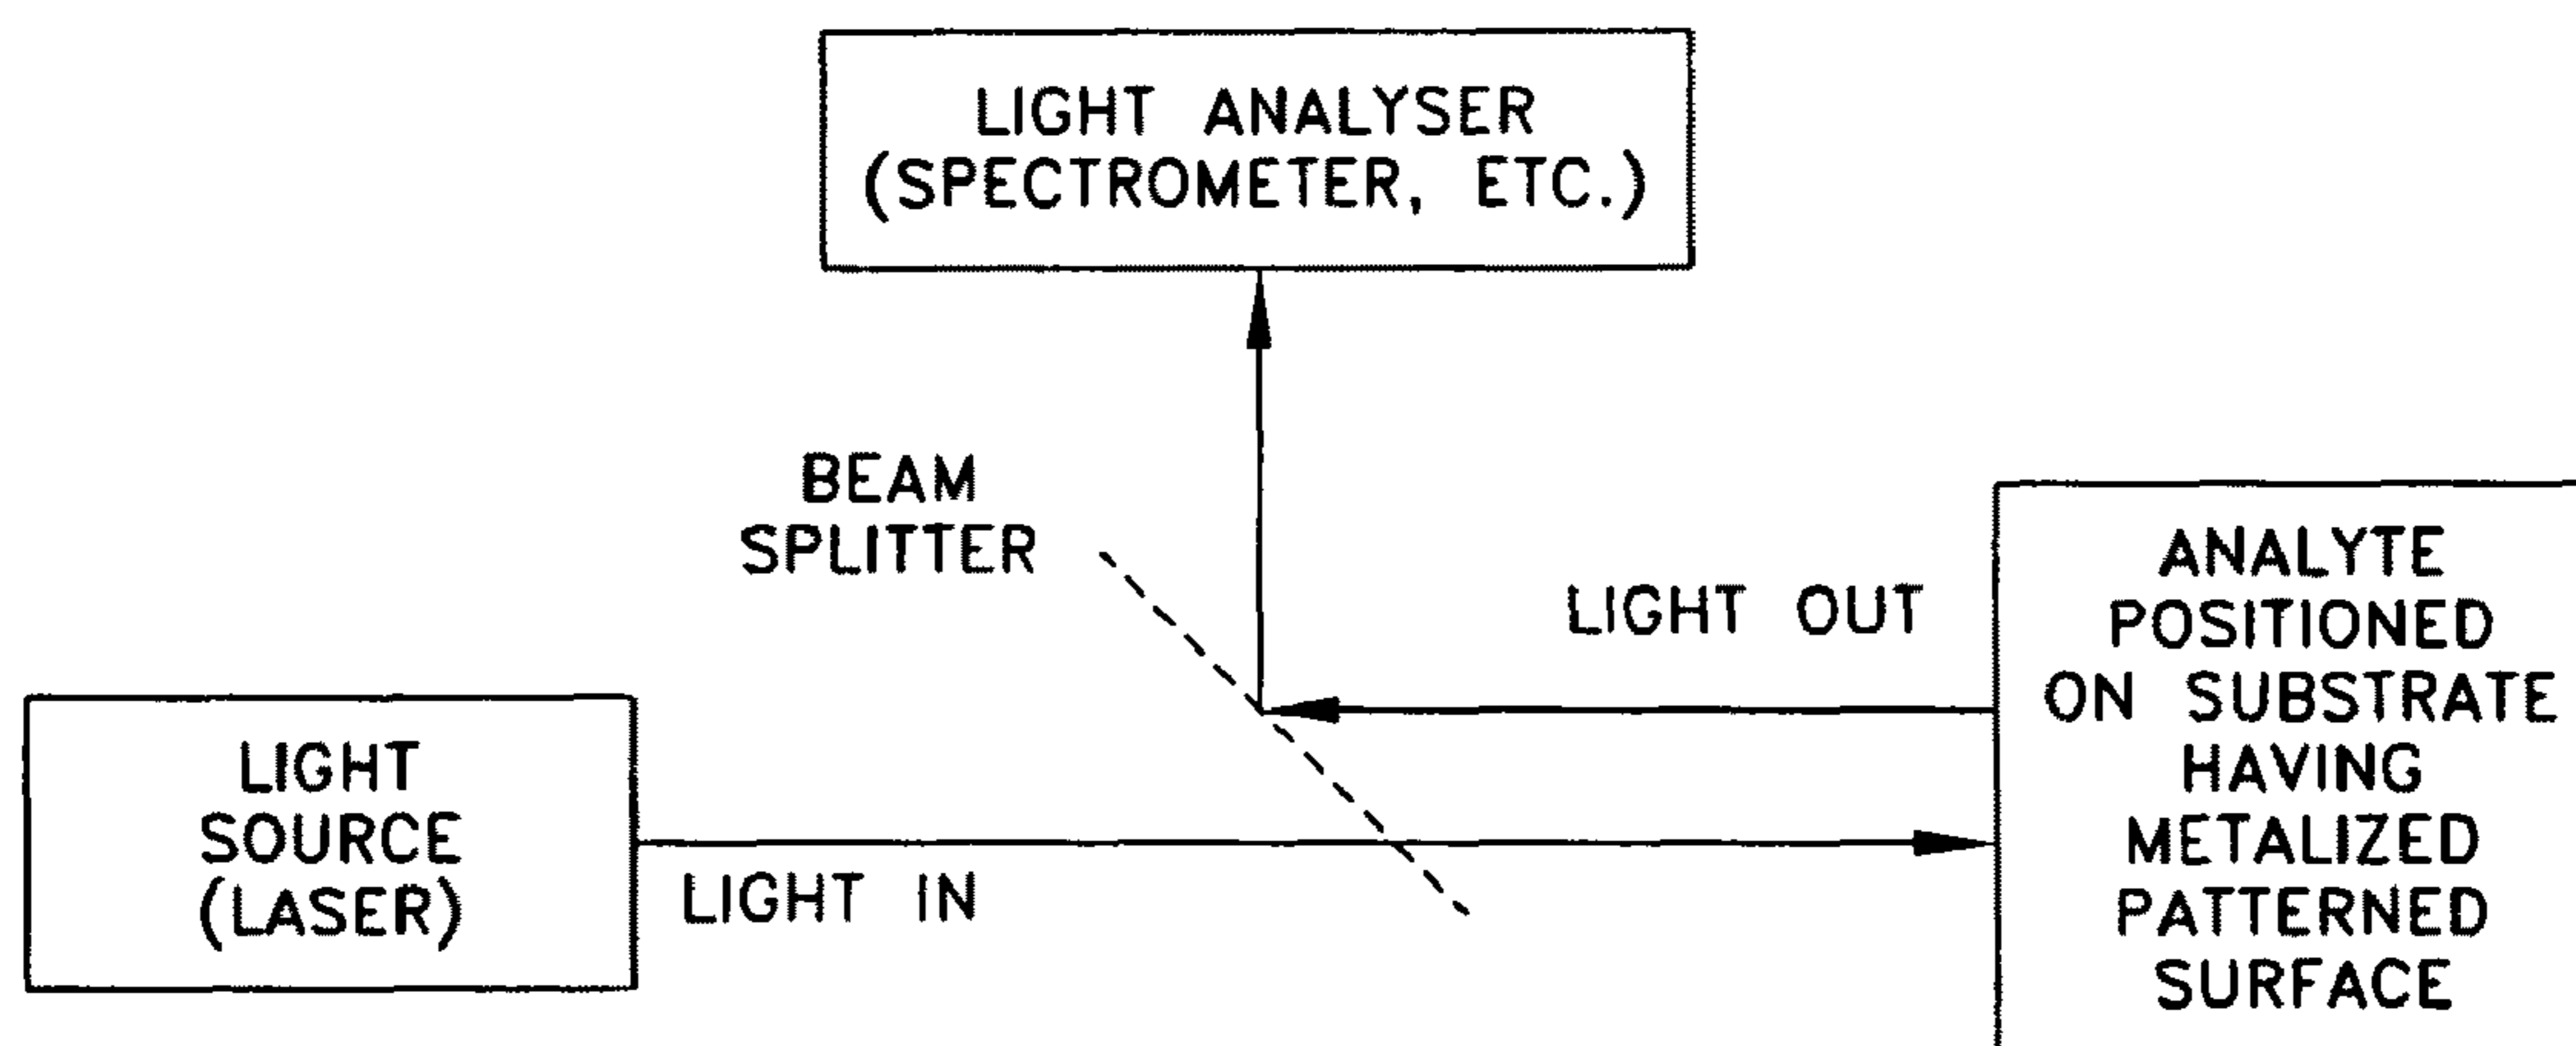 LIGHT ANALYSER
(SPECTROMETER, ETC.)
BEAM
SPLITTER
LIGHT OUT
ANALYTE
POSITIONED
ON SUBSTRATE
HAVING
METALIZED
PATTERNED
SURFACE
LIGHT
SOURCE
(LASER)
LIGHT IN